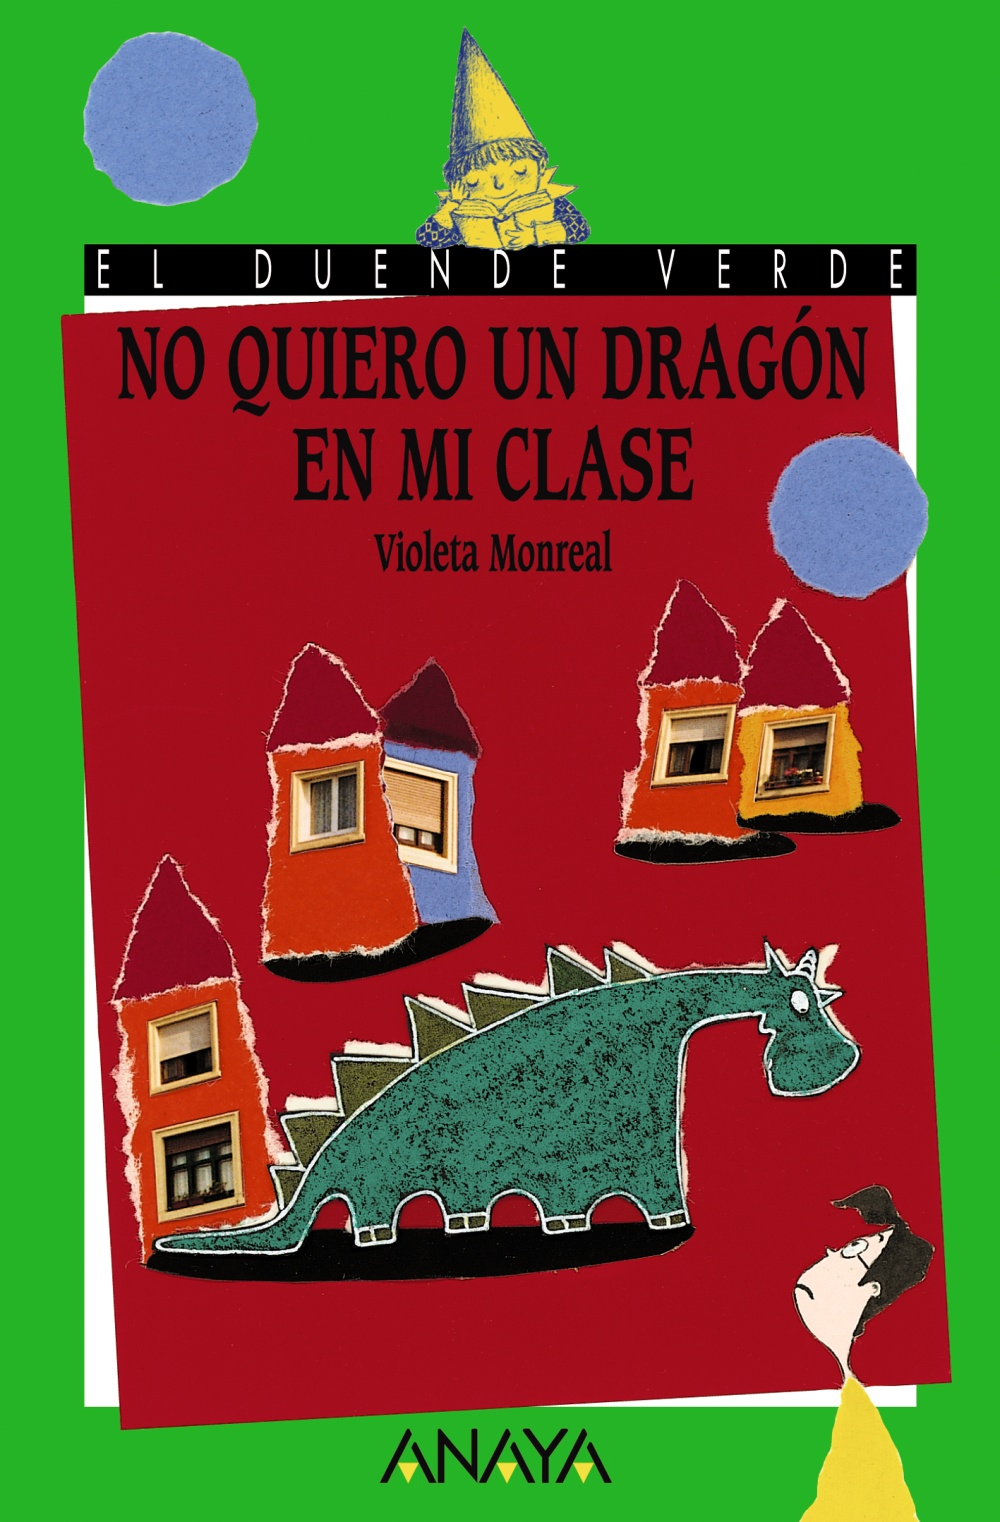 EL DUENDE VERDE
NO QUIERO UN DRAGÓN
EN MI CLASE
Violeta Monreal
ANAYA